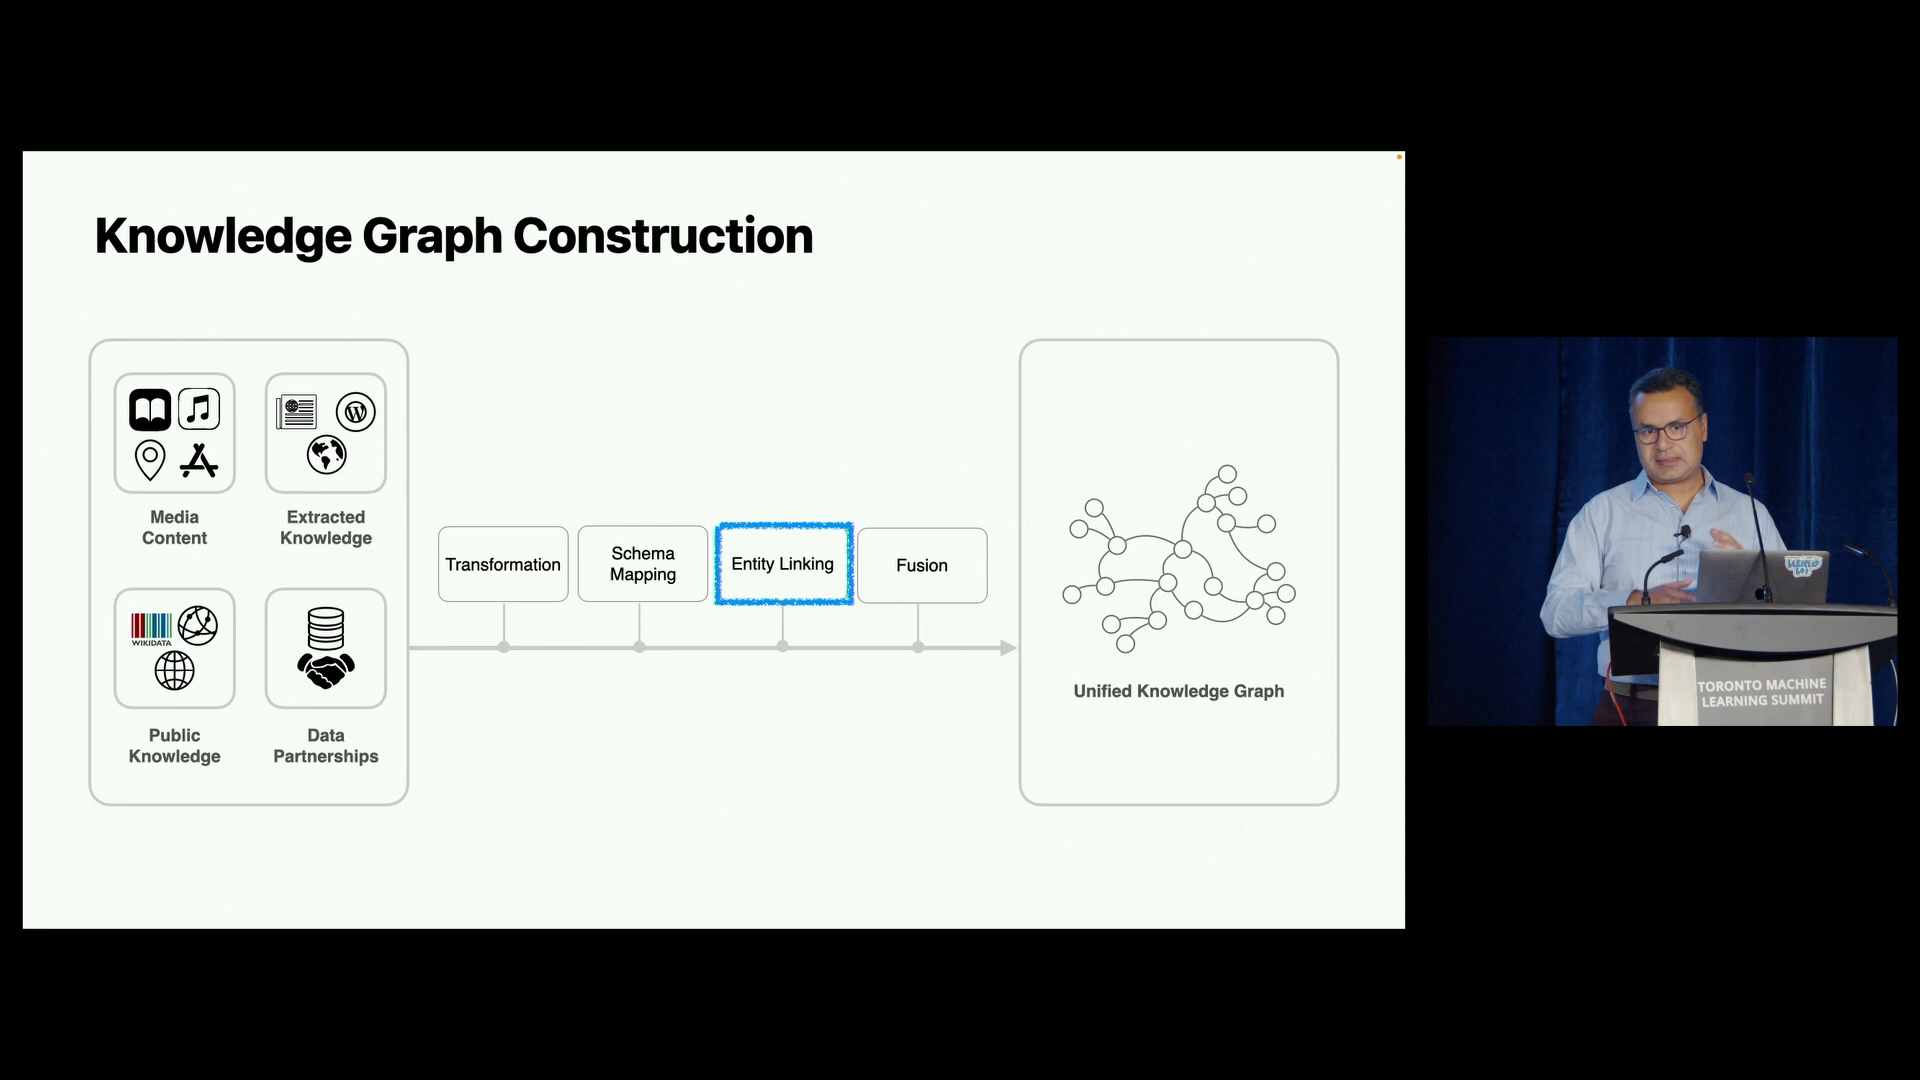 Knowledge Graph Construction
Media
Content
Extracted
Knowledge
WIKIDATA
Public
Knowledge
Data
Partnerships
Transformation
Schema
Mapping
Entity Linking
Fusion
Unified Knowledge Graph
TORONTO MACHINE
LEARNING SUMMIT